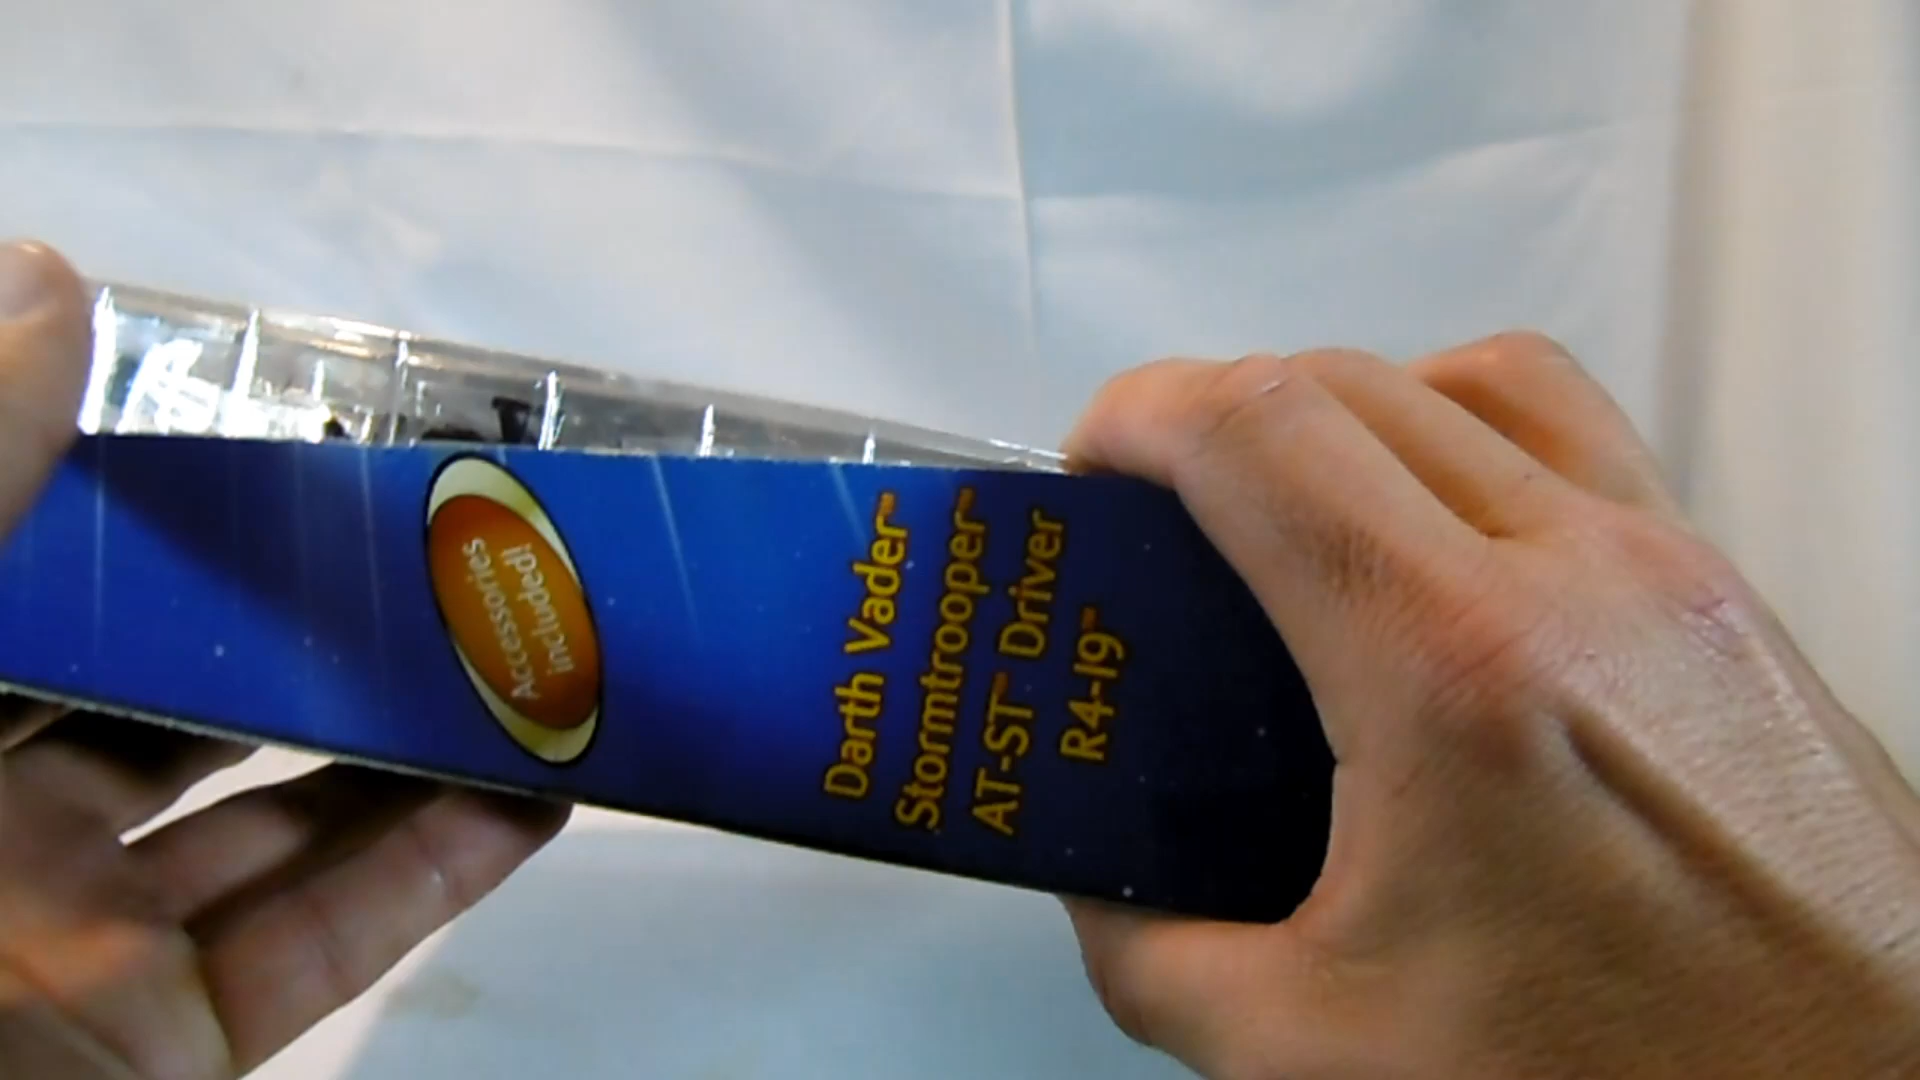 Accessories
included!
Darth Vader™
Stormtrooper™
AT-ST™ Driver
R4-I9™